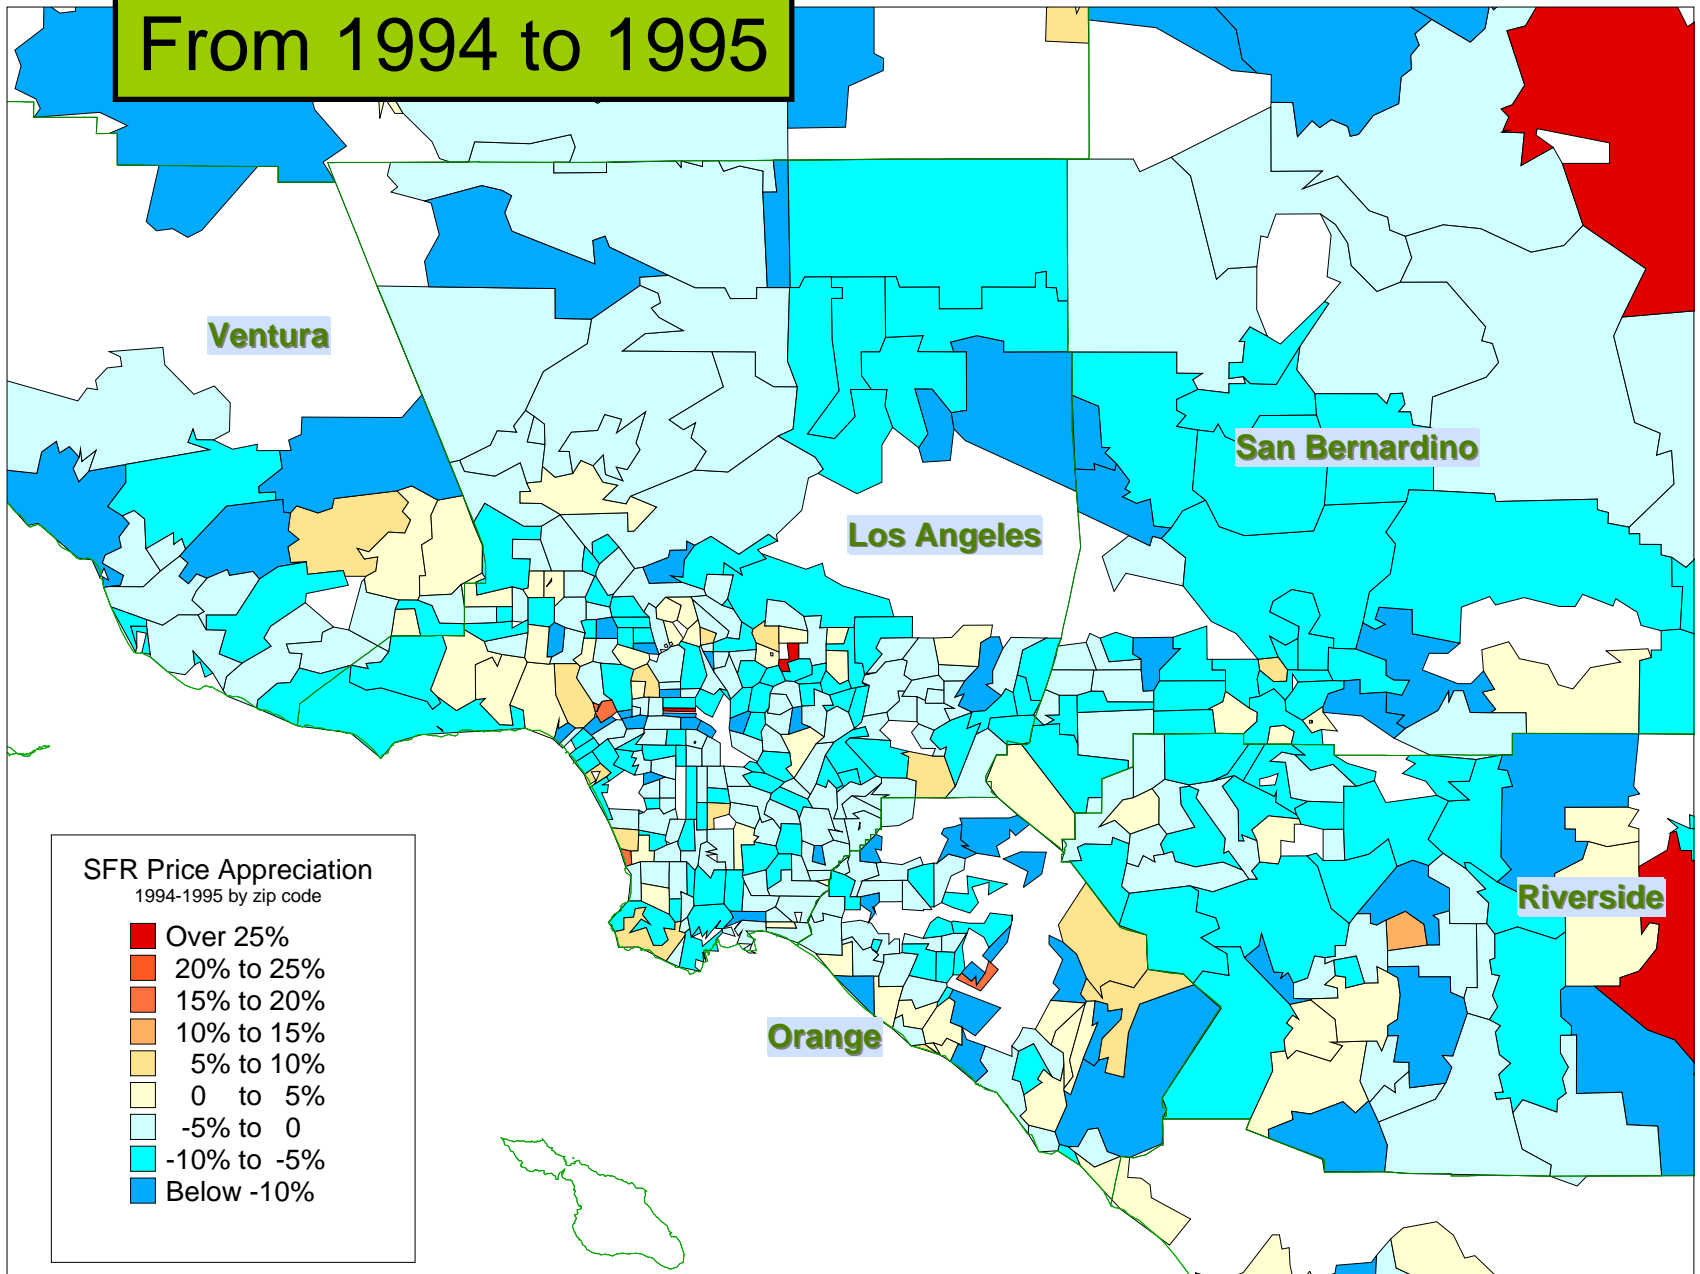 From 1994 to 1995
Ventura
San Bernardino
Los Angeles
Riverside
Orange
SFR Price Appreciation
1994-1995 by zip code
Over 25%
20% to 25%
15% to 20%
10% to 15%
5% to 10%
0 to 5%
-5% to 0
-10% to -5%
Below -10%